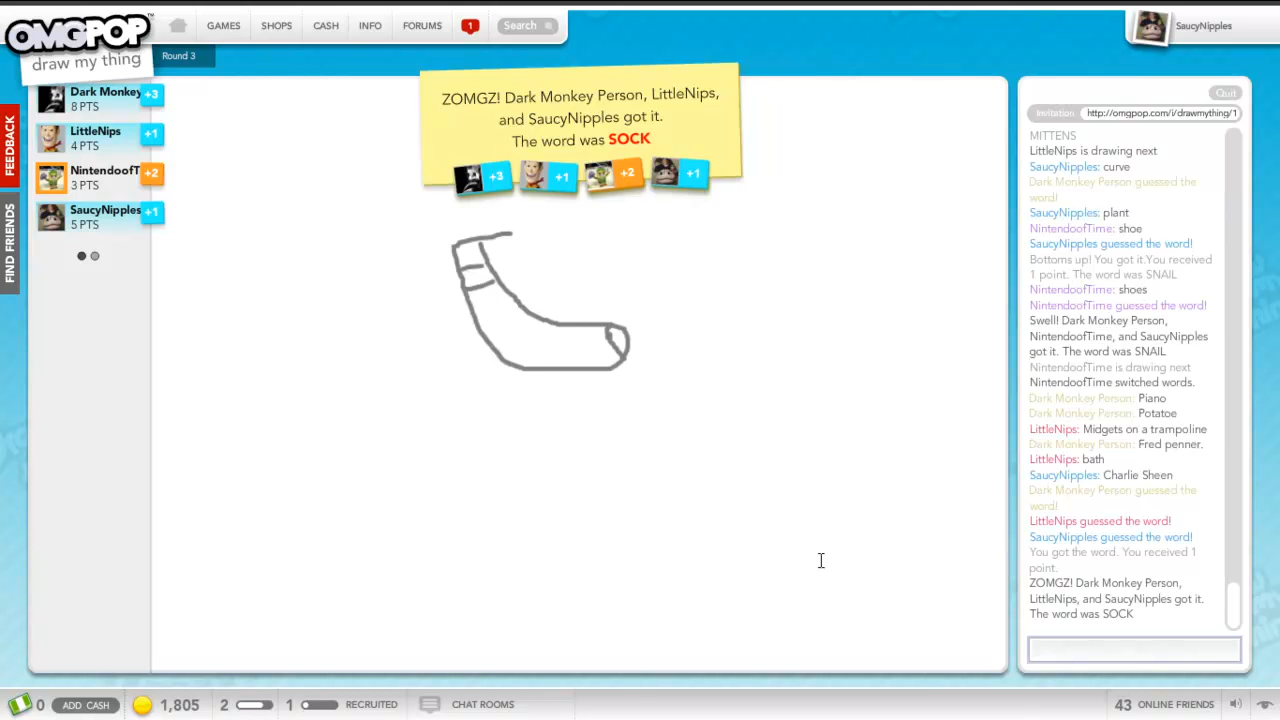 OMGPOP
GAMES
SHOPS
CASH
INFO
FORUMS
1
Search
SaucyNipples
draw my thing
Round 3
FEEDBACK
FIND FRIENDS
Dark Monkey
8 PTS
+3
LittleNips
4 PTS
+1
NintendoofT
3 PTS
+2
SaucyNipples
5 PTS
+1
ZOMGZ! Dark Monkey Person, LittleNips,
and SaucyNipples got it.
The word was SOCK
+3
+1
+2
+1
Quit
Invitation
http://omgpop.com/i/drawmything/1
MITTENS
LittleNips is drawing next
SaucyNipples: curve
Dark Monkey Person guessed the
word!
SaucyNipples: plant
NintendoofTime: shoe
SaucyNipples guessed the word!
Bottoms up! You got it.You received
1 point. The word was SNAIL
NintendoofTime: shoes
NintendoofTime guessed the word!
Swell! Dark Monkey Person,
NintendoofTime, and SaucyNipples
got it. The word was SNAIL
NintendoofTime is drawing next
NintendoofTime switched words.
Dark Monkey Person: Piano
Dark Monkey Person: Potatoe
LittleNips: Midgets on a trampoline
Dark Monkey Person: Fred penner.
LittleNips: bath
SaucyNipples: Charlie Sheen
Dark Monkey Person guessed the
word!
LittleNips guessed the word!
SaucyNipples guessed the word!
You got the word. You received 1
point.
ZOMGZ! Dark Monkey Person,
LittleNips, and SaucyNipples got it.
The word was SOCK
0
ADD CASH
1,805
2
1
RECRUITED
CHAT ROOMS
43 ONLINE FRIENDS